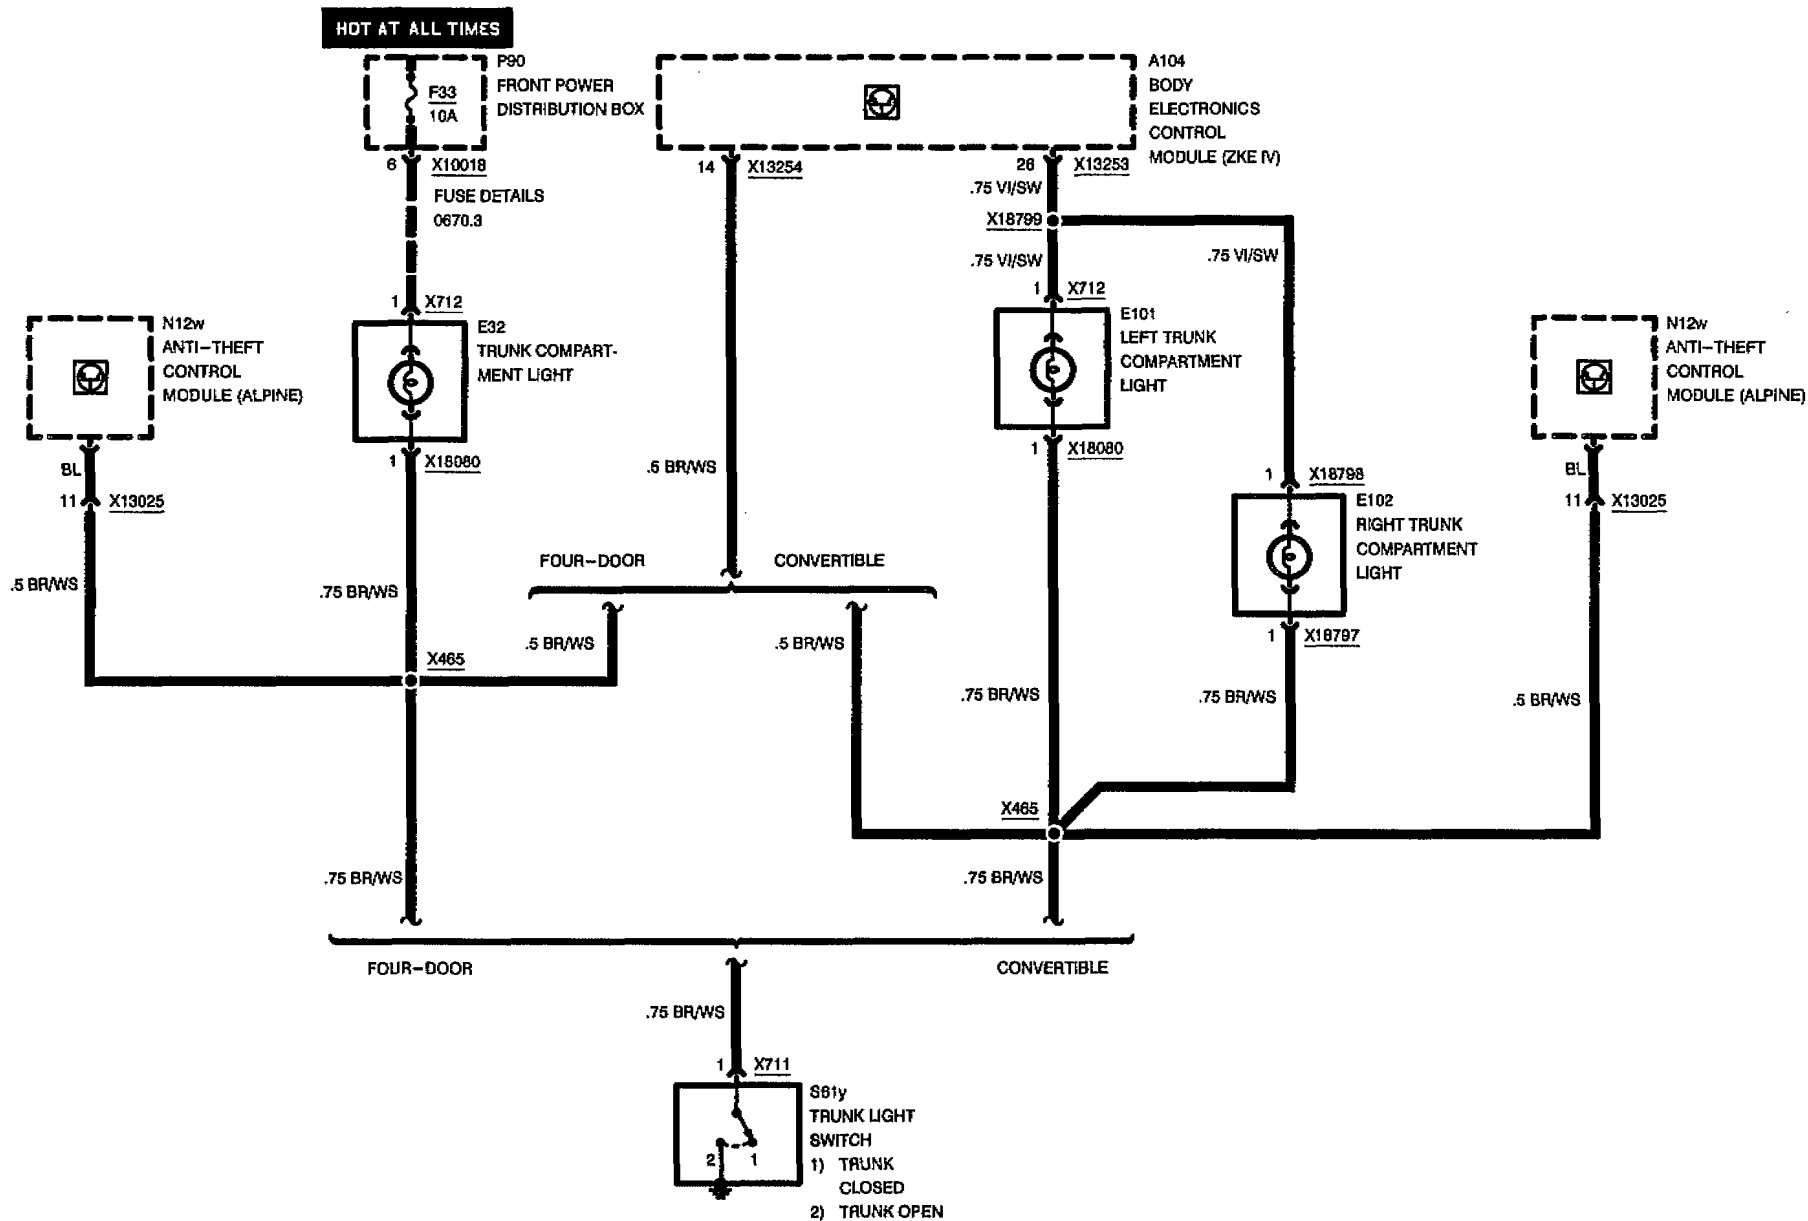 HOT AT ALL TIMES
P90
FRONT POWER
DISTRIBUTION BOX
F33
10A
6
X10018
FUSE DETAILS
0670.3
A104
BODY
ELECTRONICS
CONTROL
MODULE (ZKE IV)
14
X13254
26
X13253
.75 VI/SW
X18799
.75 VI/SW
.75 VI/SW
1
X712
1
X712
N12w
ANTI-THEFT
CONTROL
MODULE (ALPINE)
E32
TRUNK COMPART-
MENT LIGHT
E101
LEFT TRUNK
COMPARTMENT
LIGHT
N12w
ANTI-THEFT
CONTROL
MODULE (ALPINE)
BL
11
X13025
1
X18080
.5 BR/WS
1
X18080
1
X18798
E102
RIGHT TRUNK
COMPARTMENT
LIGHT
BL
11
X13025
.5 BR/WS
.75 BR/WS
FOUR-DOOR
CONVERTIBLE
.5 BR/WS
.5 BR/WS
1
X18797
X465
.75 BR/WS
.75 BR/WS
.5 BR/WS
X465
.75 BR/WS
.75 BR/WS
FOUR-DOOR
CONVERTIBLE
.75 BR/WS
1
X711
S61y
TRUNK LIGHT
SWITCH
1) TRUNK
CLOSED
2) TRUNK OPEN
2
1